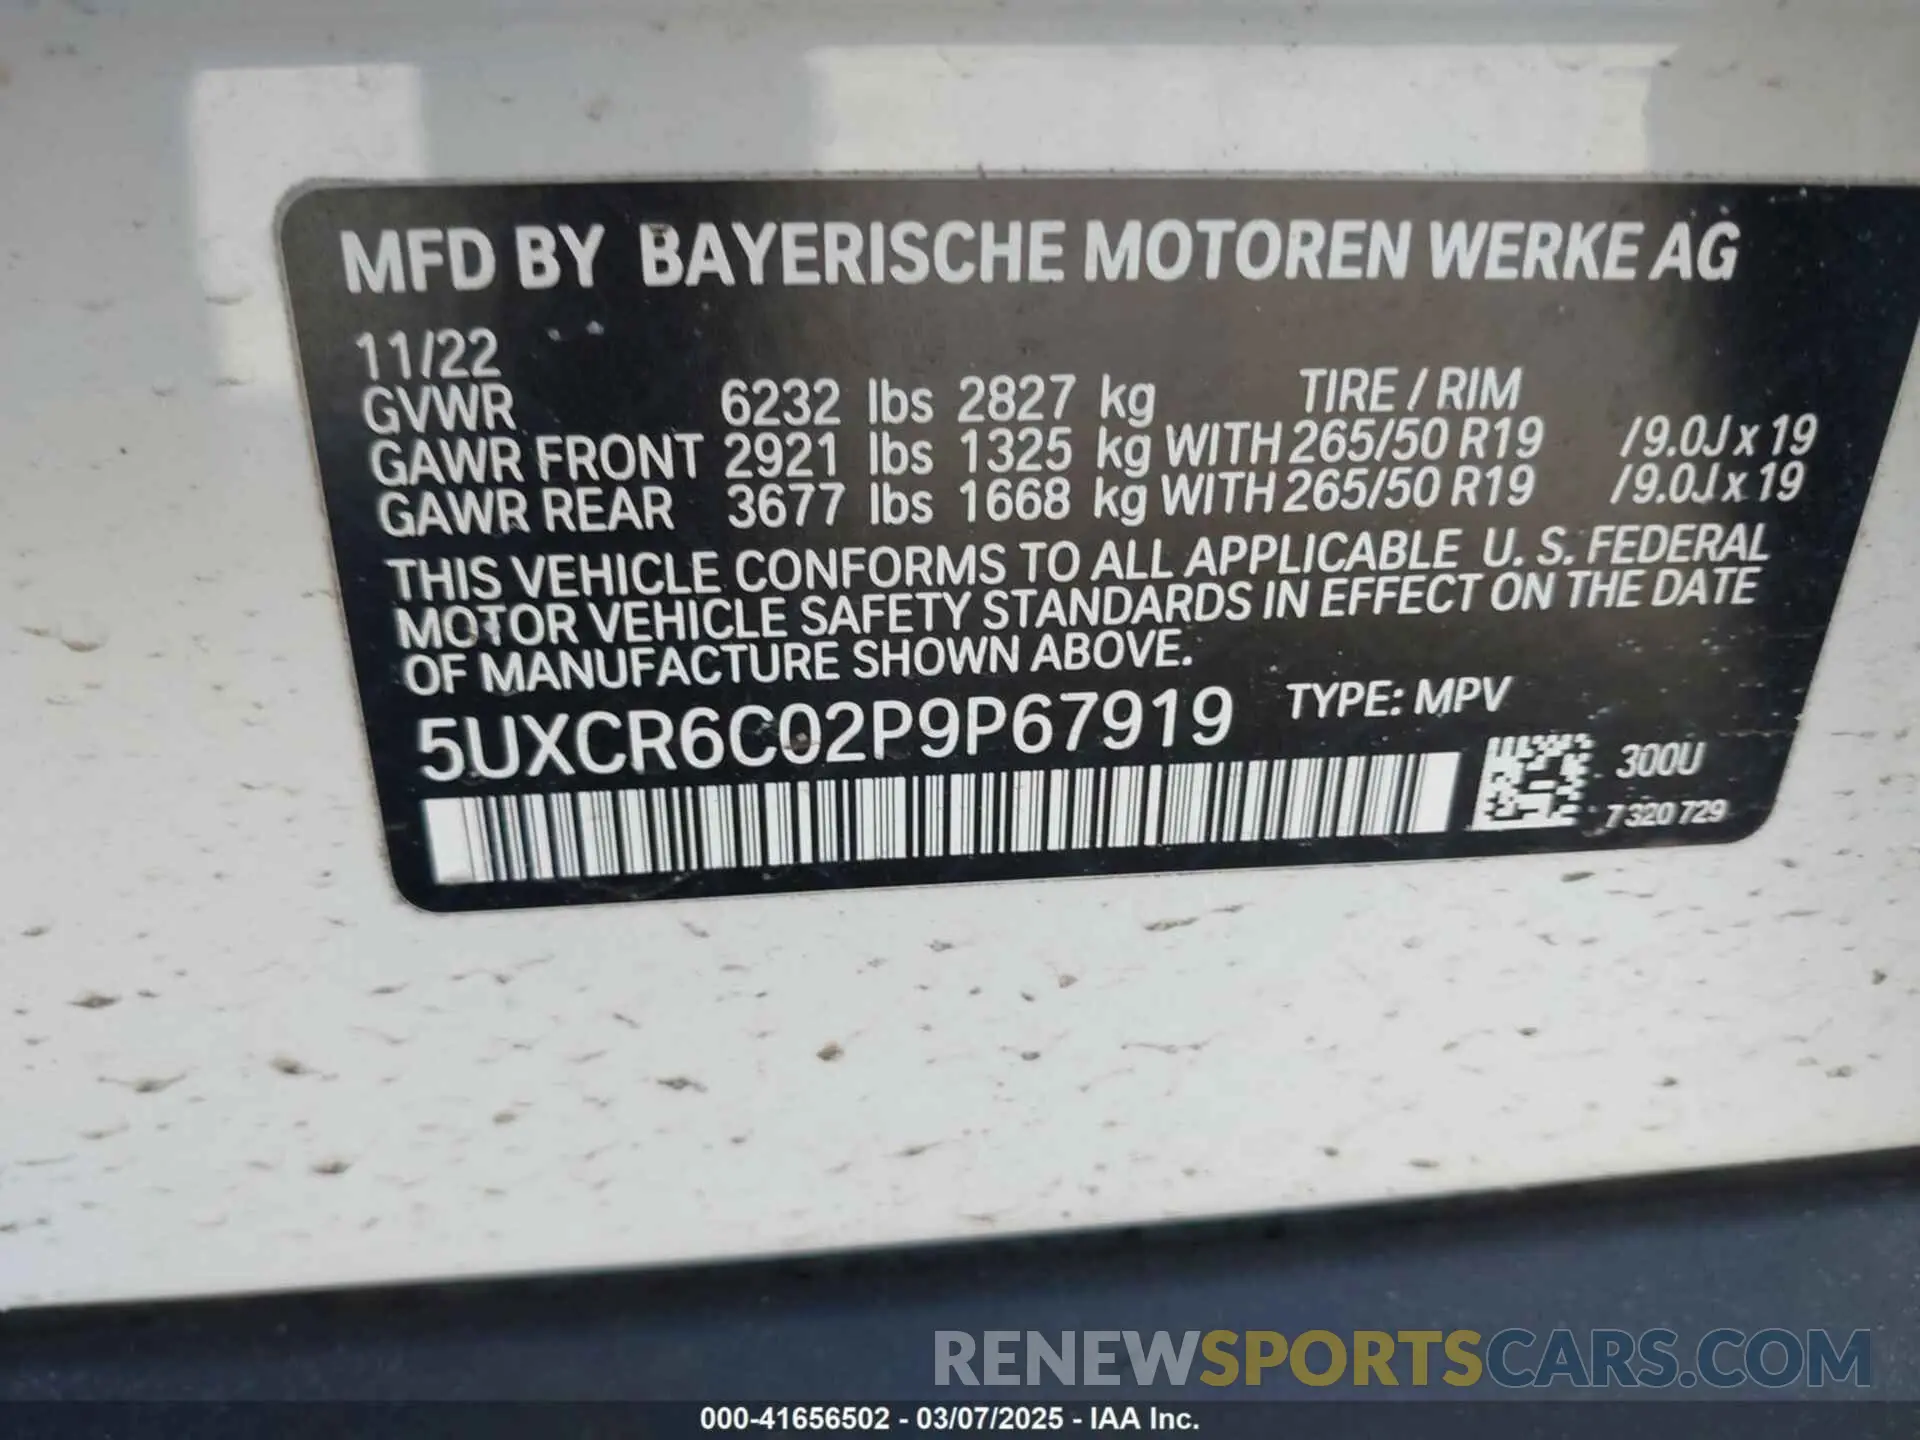 MFD BY BAYERISCHE MOTOREN WERKE AG
11/22
GVWR 6232 lbs 2827 kg TIRE / RIM
GAWR FRONT 2921 lbs 1325 kg WITH 265/50 R19 /9.0J x 19
GAWR REAR 3677 lbs 1668 kg WITH 265/50 R19 /9.0J x 19
THIS VEHICLE CONFORMS TO ALL APPLICABLE U. S. FEDERAL
MOTOR VEHICLE SAFETY STANDARDS IN EFFECT ON THE DATE
OF MANUFACTURE SHOWN ABOVE.
5UXCR6C02P9P67919 TYPE: MPV
300U
7 320 729
RENEWSPORTSCARS.COM
000-41656502 - 03/07/2025 - IAA Inc.